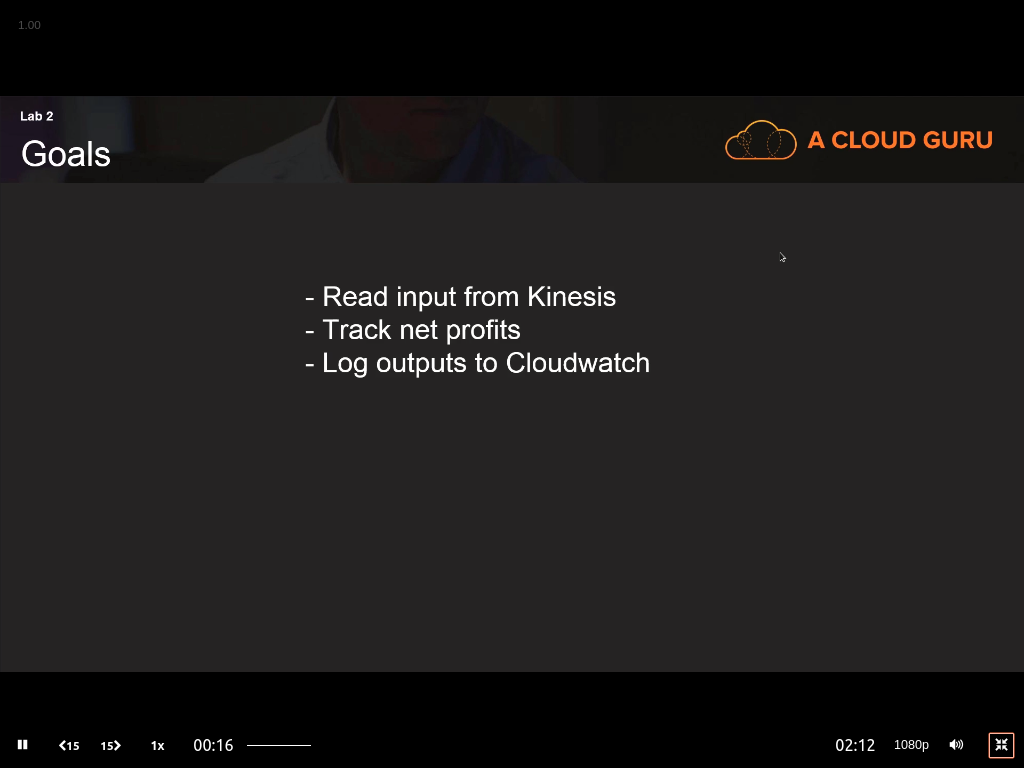 1.00
Lab 2
Goals
A CLOUD GURU
- Read input from Kinesis
- Track net profits
- Log outputs to Cloudwatch
15 15 1x 00:16 02:12 1080p